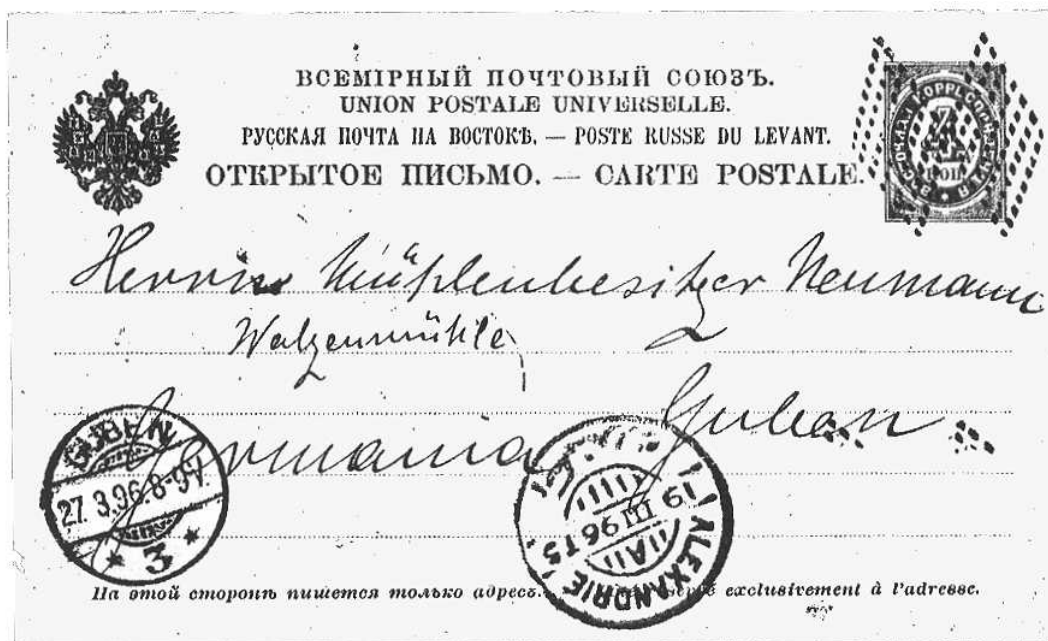 ВСЕМІРНЫЙ ПОЧТОВЫЙ СОЮЗЪ.
UNION POSTALE UNIVERSELLE.
РУССКАЯ ПОЧТА НА ВОСТОКѢ. — POSTE RUSSE DU LEVANT.
ОТКРЫТОЕ ПИСЬМО. — CARTE POSTALE.
Herrn Mühlenbesitzer Neumann
Walzenmühle
Guben
Germania
GUBEN
27.3.96.8-9V.
* 3 *
19 III 96 T5
ALEXANDRIE
На этой сторонѣ пишется только адресъ. exclusivement à l'adresse.